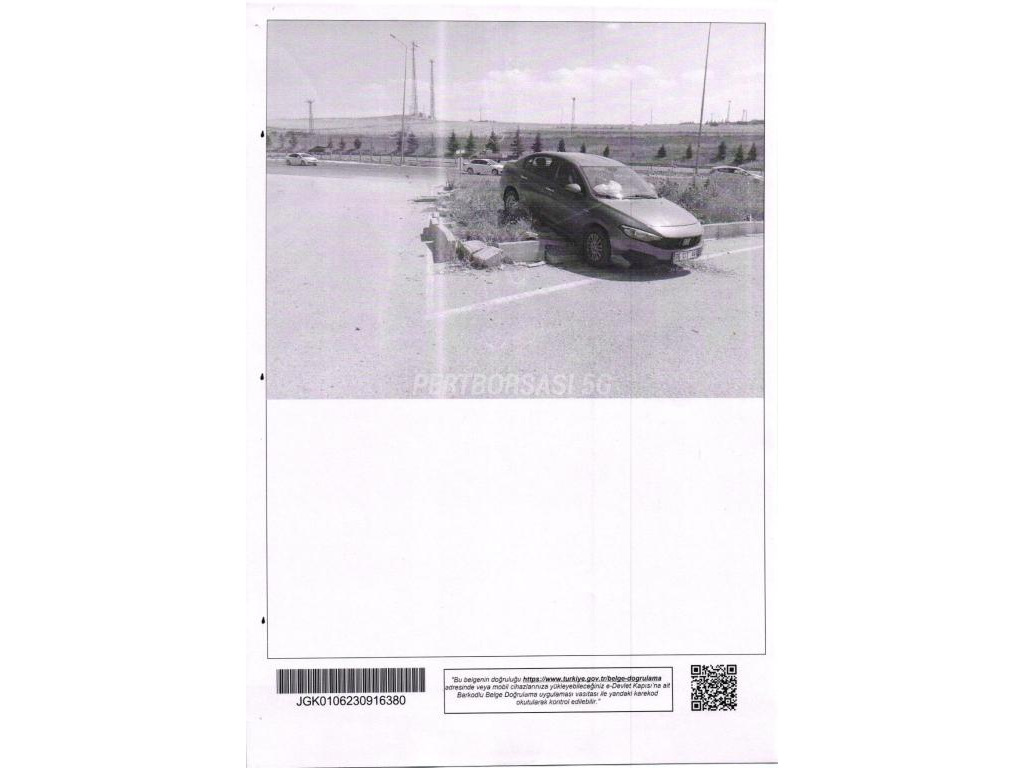 PERTBORSASI 5G
JGK0106230916380
"Bu belgenin doğruluğu https://www.turkiye.gov.tr/belge-dogrulama
adresinde veya mobil cihazlarınıza yükleyebileceğiniz e-Devlet Kapısı'na ait
Barkodlu Belge Doğrulama uygulaması vasıtası ile yandaki karekod
okutularak kontrol edilebilir."